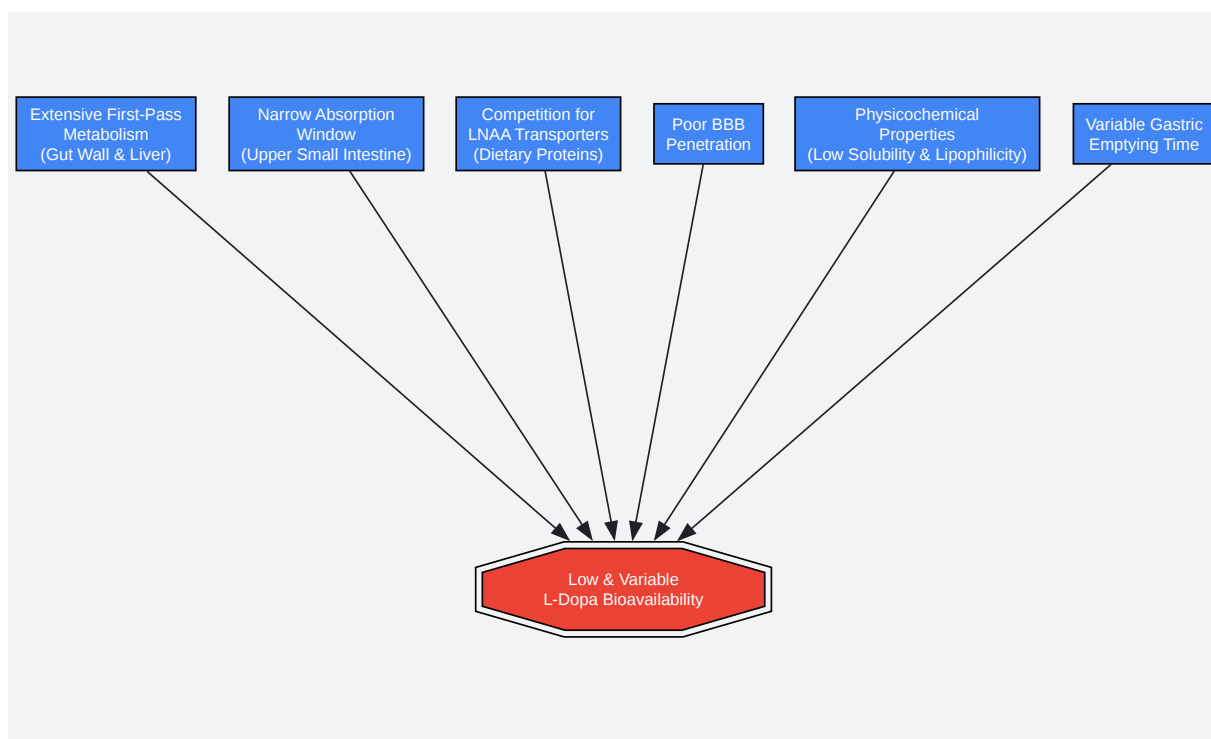 Extensive First-Pass
Metabolism
(Gut Wall & Liver)
Narrow Absorption
Window
(Upper Small Intestine)
Competition for
LNAA Transporters
(Dietary Proteins)
Poor BBB
Penetration
Physicochemical
Properties
(Low Solubility & Lipophilicity)
Variable Gastric
Emptying Time
Low & Variable
L-Dopa Bioavailability